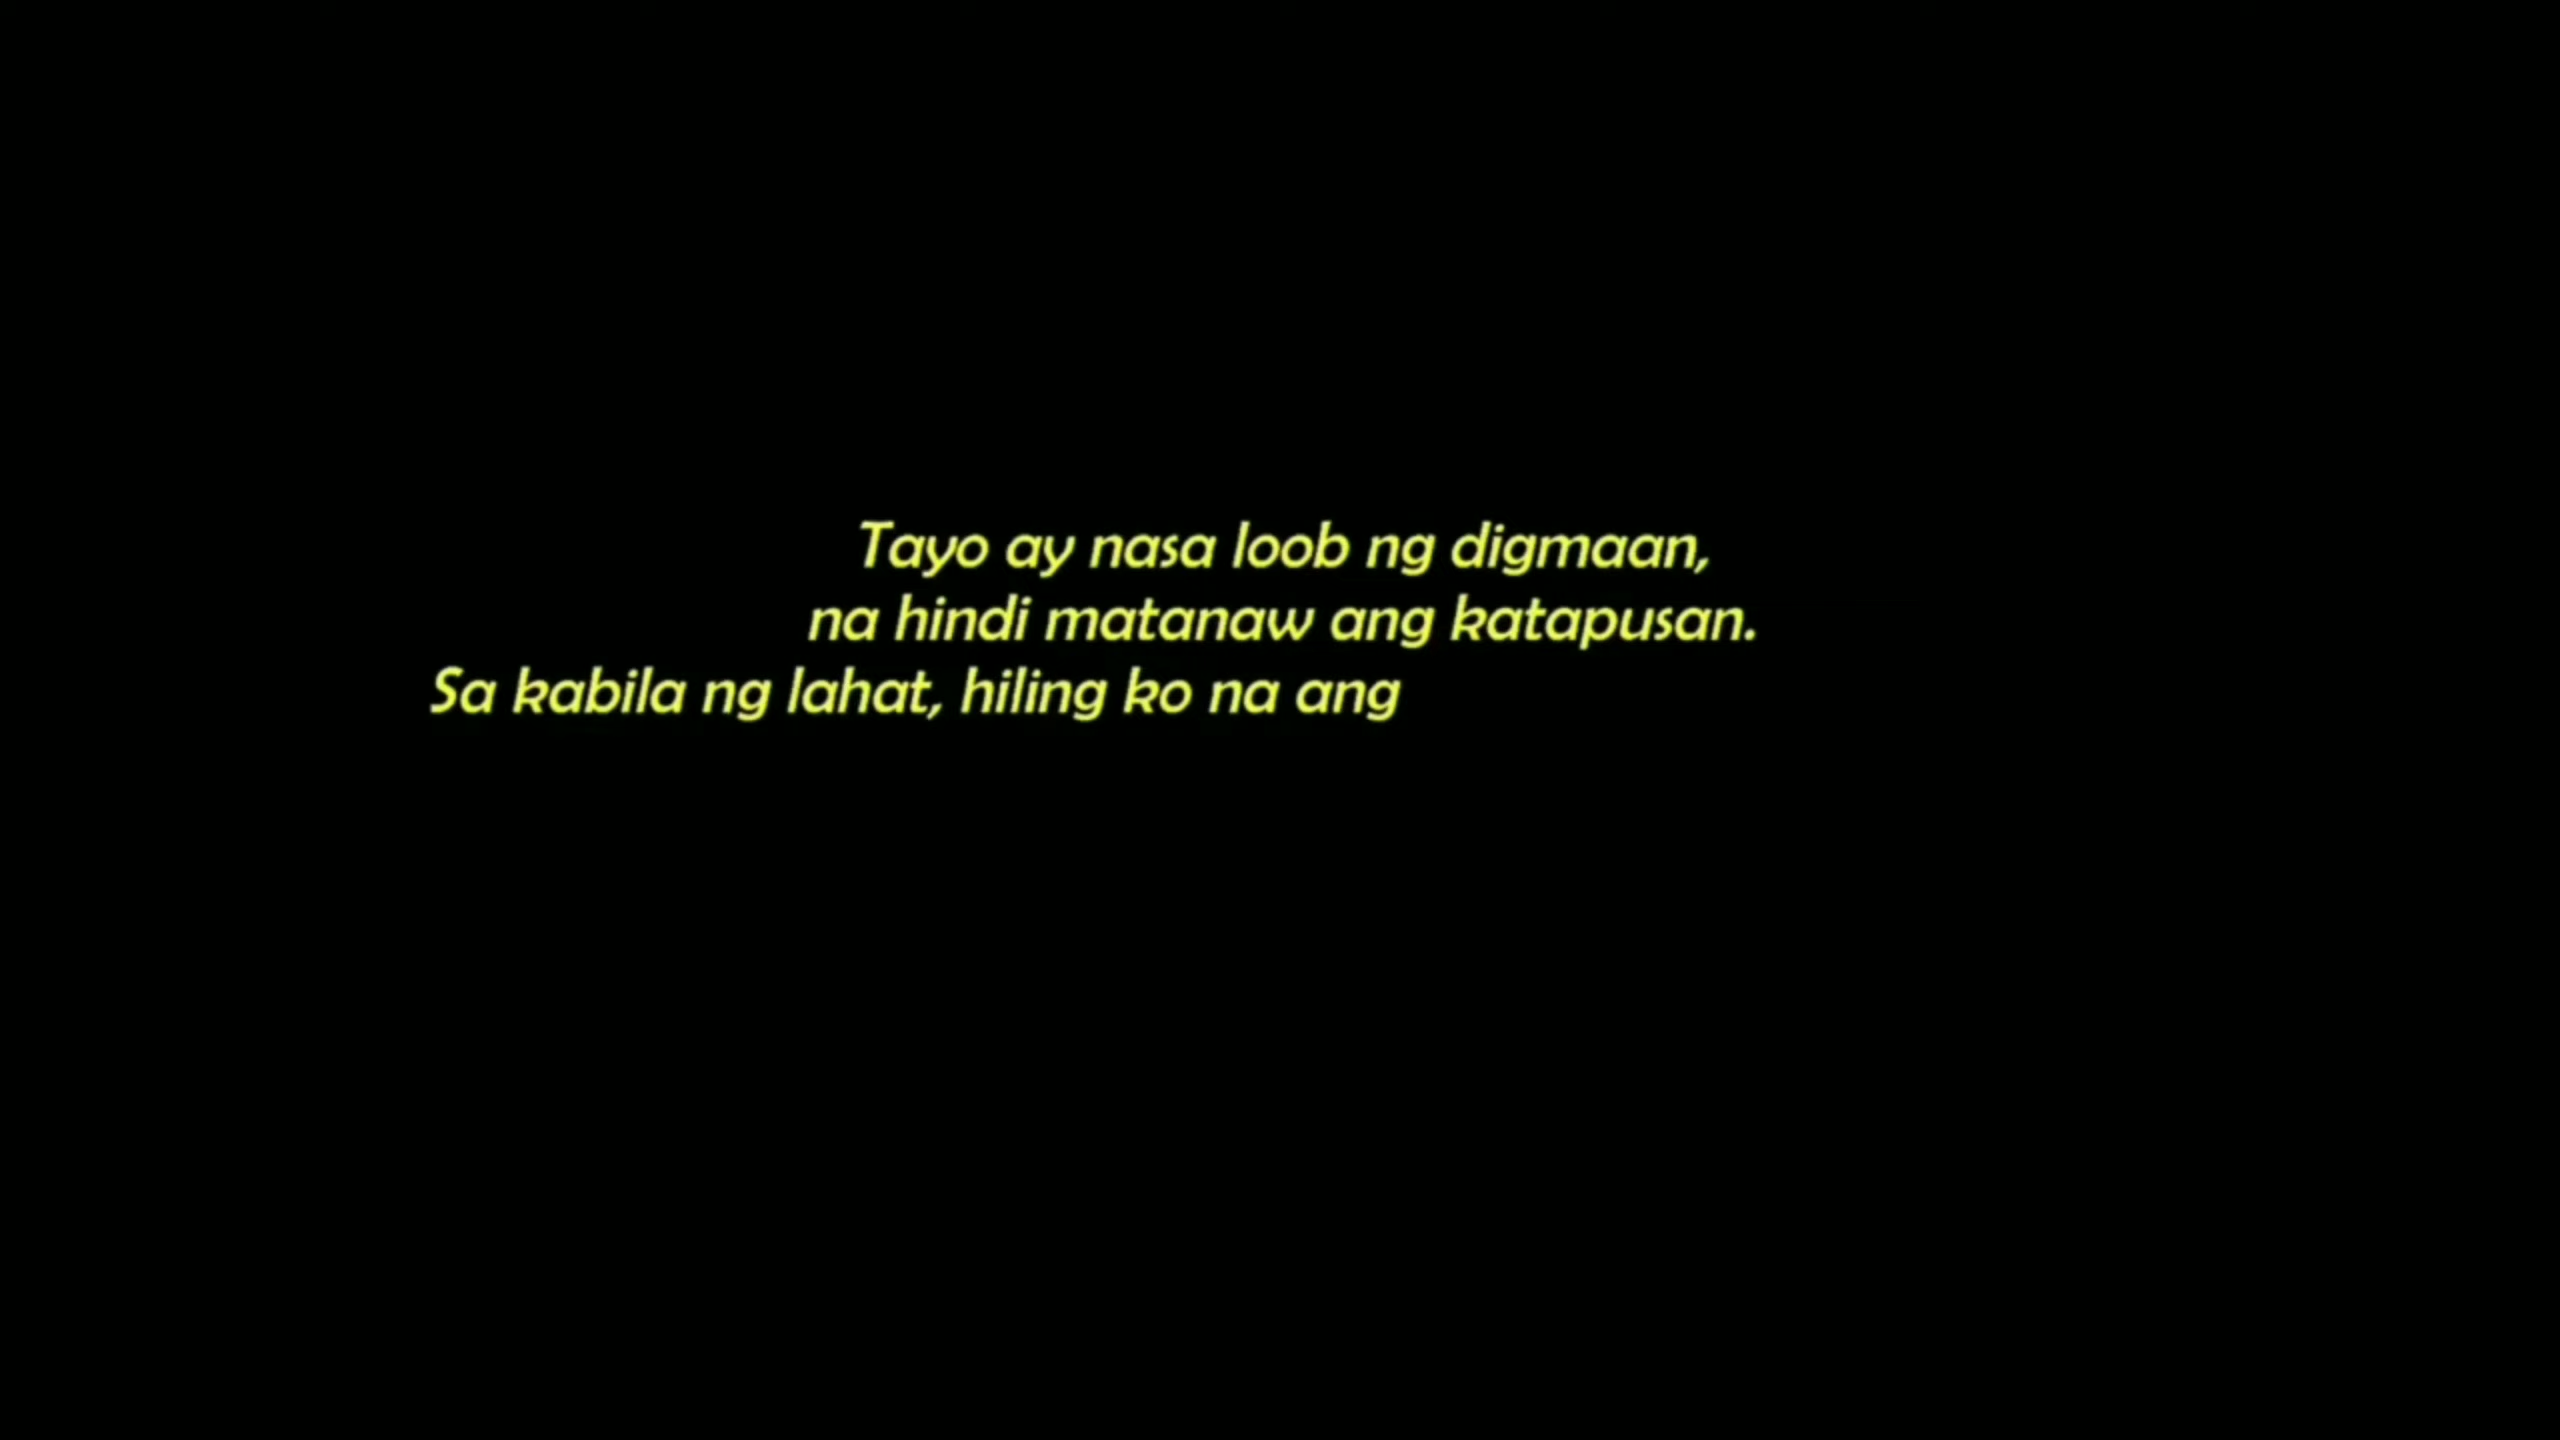 Tayo ay nasa loob ng digmaan,
na hindi matanaw ang katapusan.
Sa kabila ng lahat, hiling ko na ang